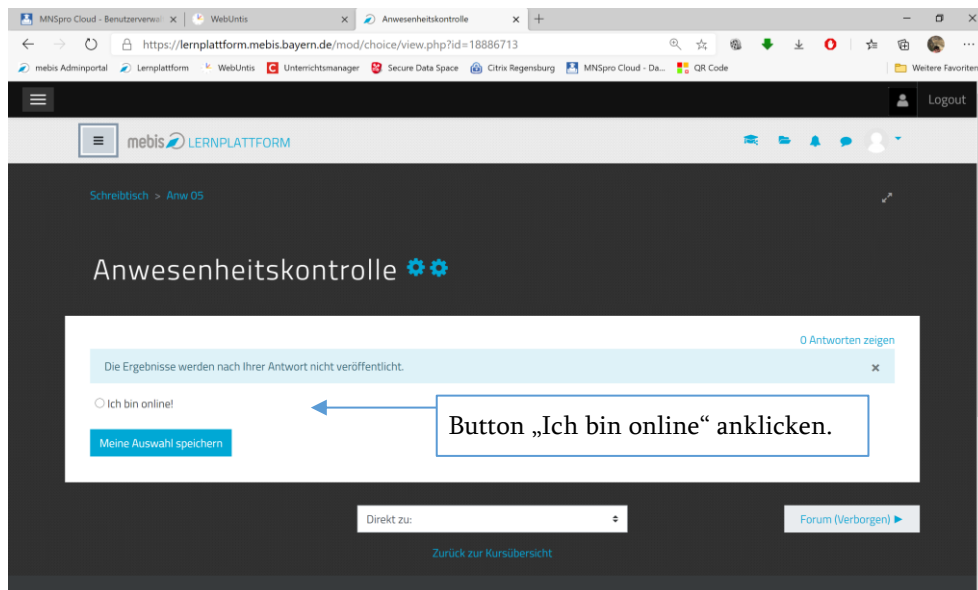 MNSpro Cloud - Benutzerverwal
WebUntis
Anwesenheitskontrolle
https://lernplattform.mebis.bayern.de/mod/choice/view.php?id=18886713
mebis Adminportal
Lernplattform
WebUntis
Unterrichtsmanager
Secure Data Space
Citrix Regensburg
MNSpro Cloud - Da...
QR Code
Weitere Favoriten
Logout
mebis LERNPLATTFORM
Schreibtisch > Anw 05
Anwesenheitskontrolle
0 Antworten zeigen
Die Ergebnisse werden nach Ihrer Antwort nicht veröffentlicht.
Ich bin online!
Button „Ich bin online“ anklicken.
Meine Auswahl speichern
Direkt zu:
Forum (Verborgen)
Zurück zur Kursübersicht